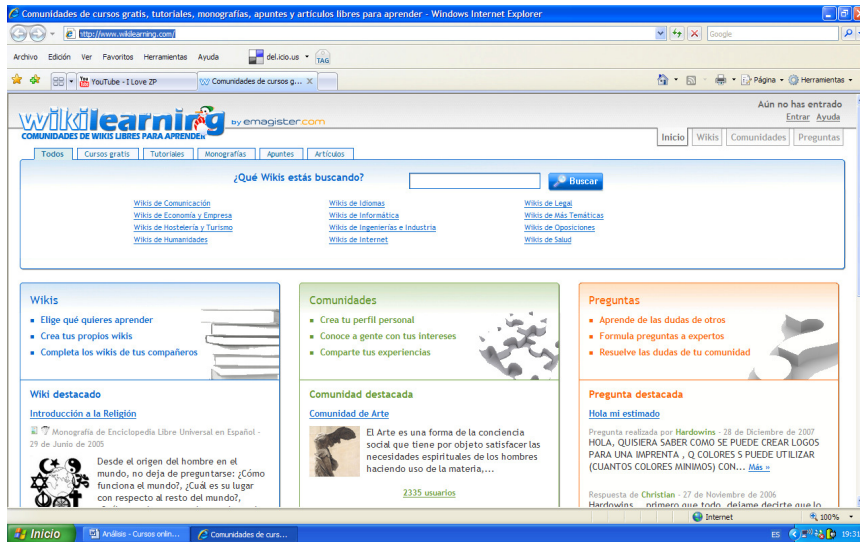 Comunidades de cursos gratis, tutoriales, monografías, apuntes y artículos libres para aprender - Windows Internet Explorer
http://www.wikilearning.com/
Google
Archivo Edición Ver Favoritos Herramientas Ayuda del.icio.us TAG
YouTube - I Love ZP Comunidades de cursos g... Página Herramientas
Aún no has entrado
Entrar Ayuda
wikilearning by emagister.com
COMUNIDADES DE WIKIS LIBRES PARA APRENDER
Inicio Wikis Comunidades Preguntas
Todos Cursos gratis Tutoriales Monografías Apuntes Artículos
¿Qué Wikis estás buscando? Buscar
Wikis de Comunicación Wikis de Idiomas Wikis de Legal
Wikis de Economía y Empresa Wikis de Informática Wikis de Más Temáticas
Wikis de Hostelería y Turismo Wikis de Ingenierías e Industria Wikis de Oposiciones
Wikis de Humanidades Wikis de Internet Wikis de Salud
Wikis
Elige qué quieres aprender
Crea tus propios wikis
Completa los wikis de tus compañeros
Wiki destacado
Introducción a la Religión
Monografía de Enciclopedia Libre Universal en Español -
29 de Junio de 2005
Desde el origen del hombre en el
mundo, no deja de preguntarse: ¿Cómo
funciona el mundo?, ¿Cuál es su lugar
con respecto al resto del mundo?,
Comunidades
Crea tu perfil personal
Conoce a gente con tus intereses
Comparte tus experiencias
Comunidad destacada
Comunidad de Arte
El Arte es una forma de la conciencia
social que tiene por objeto satisfacer las
necesidades espirituales de los hombres
haciendo uso de la materia,...
2335 usuarios
Preguntas
Aprende de las dudas de otros
Formula preguntas a expertos
Resuelve las dudas de tu comunidad
Pregunta destacada
Hola mi estimado
Pregunta realizada por Hardowins - 28 de Diciembre de 2007
HOLA, QUISIERA SABER COMO SE PUEDE CREAR LOGOS
PARA UNA IMPRENTA , Q COLORES S PUEDE UTILIZAR
(CUANTOS COLORES MINIMOS) CON... Más »
Respuesta de Christian - 27 de Noviembre de 2006
Hardowins... primero que todo, dejame decirte que lo
Internet 100%
Inicio Análisis - Cursos onlin... Comunidades de curs... ES 19:31